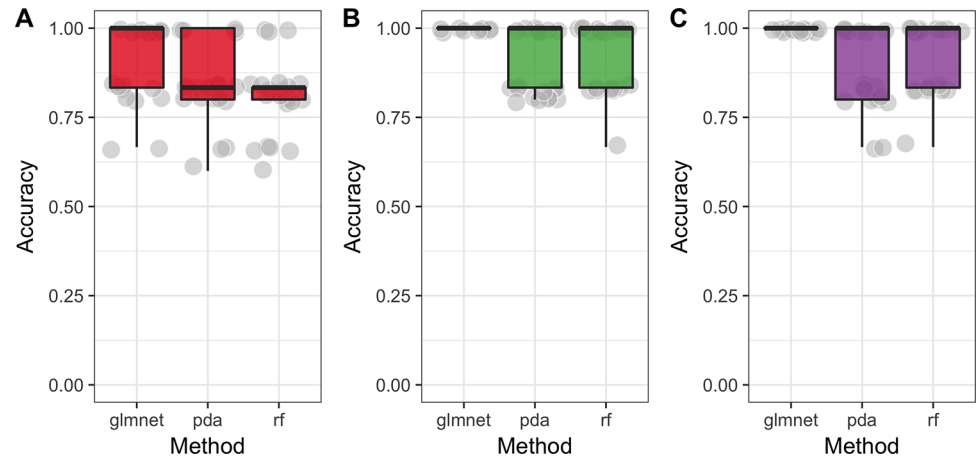 A
Accuracy
1.00
0.75
0.50
0.25
0.00
glmnet pda rf
Method
B
Accuracy
1.00
0.75
0.50
0.25
0.00
glmnet pda rf
Method
C
Accuracy
1.00
0.75
0.50
0.25
0.00
glmnet pda rf
Method